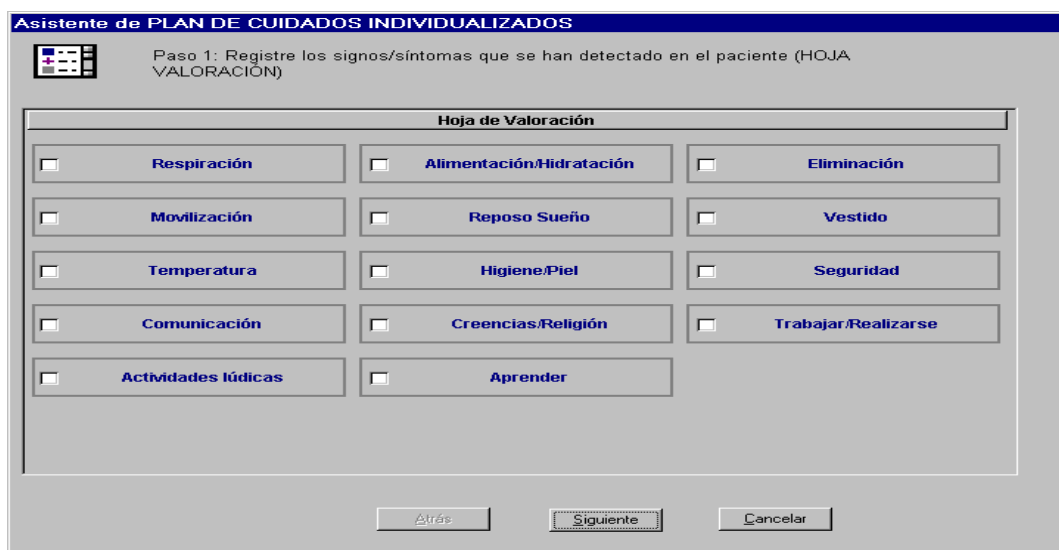 Asistente de PLAN DE CUIDADOS INDIVIDUALIZADOS
Paso 1: Registre los signos/síntomas que se han detectado en el paciente (HOJA
VALORACIÓN)
Hoja de Valoración
Respiración
Alimentación/Hidratación
Eliminación
Movilización
Reposo Sueño
Vestido
Temperatura
Higiene/Piel
Seguridad
Comunicación
Creencias/Religión
Trabajar/Realizarse
Actividades lúdicas
Aprender
Atrás
Siguiente
Cancelar